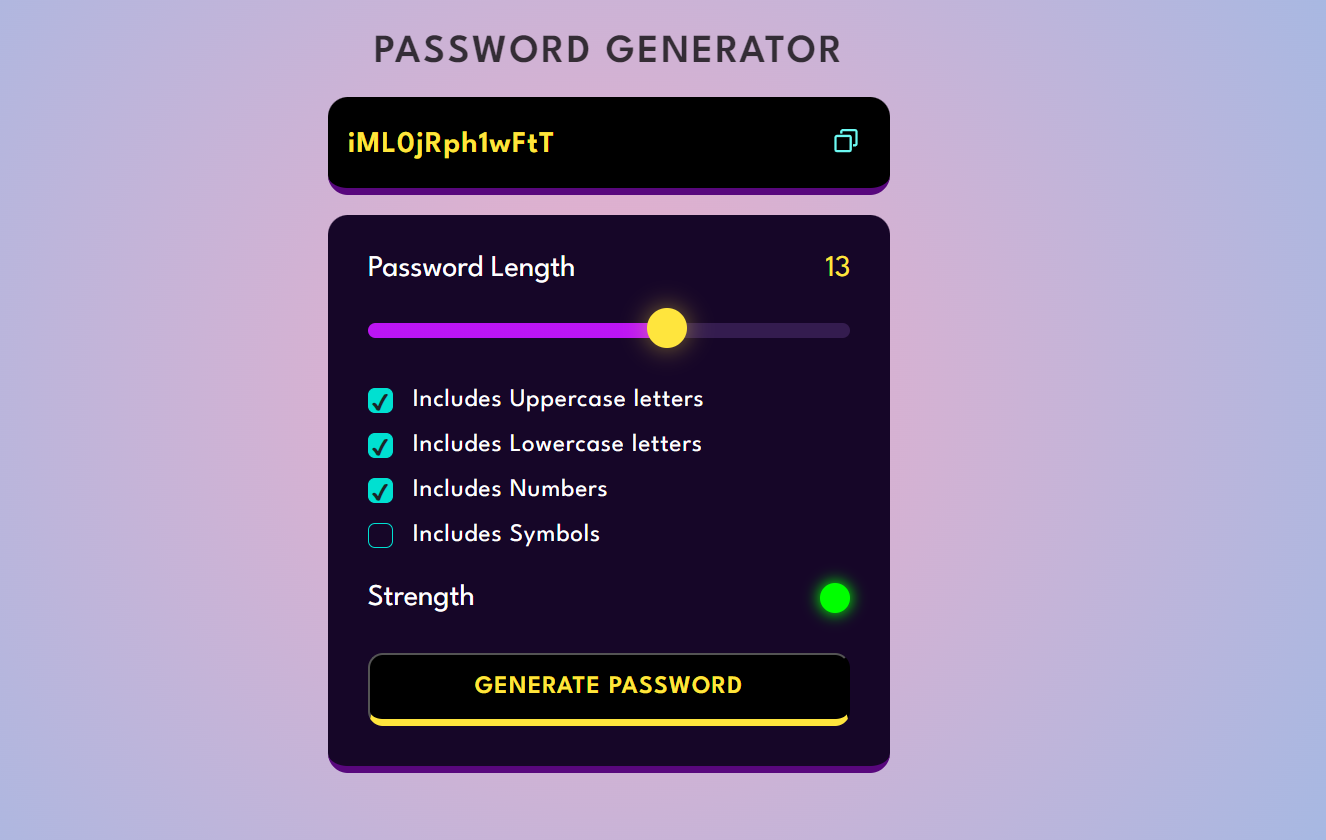 PASSWORD GENERATOR
iML0jRph1wFtT
Password Length 13
Includes Uppercase letters
Includes Lowercase letters
Includes Numbers
Includes Symbols
Strength
GENERATE PASSWORD